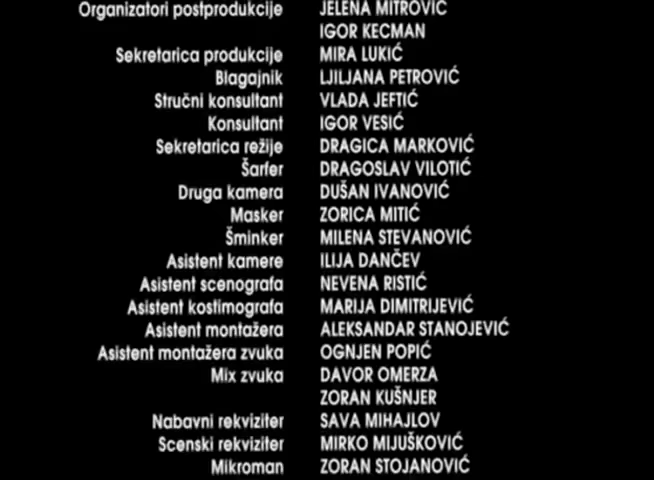 Organizatori postprodukcije JELENA MITROVIĆ
IGOR KECMAN
Sekretarica produkcije MIRA LUKIĆ
Blagajnik LJILJANA PETROVIĆ
Stručni konsultant VLADA JEFTIĆ
Konsultant IGOR VESIĆ
Sekretarica režije DRAGICA MARKOVIĆ
Šarfer DRAGOSLAV VILOTIĆ
Druga kamera DUŠAN IVANOVIĆ
Masker ZORICA MITIĆ
Šminker MILENA STEVANOVIĆ
Asistent kamere ILIJA DANČEV
Asistent scenografa NEVENA RISTIĆ
Asistent kostimografa MARIJA DIMITRIJEVIĆ
Asistent montažera ALEKSANDAR STANOJEVIĆ
Asistent montažera zvuka OGNJEN POPIĆ
Mix zvuka DAVOR OMERZA
ZORAN KUŠNJER
Nabavni rekviziter SAVA MIHAJLOV
Scenski rekviziter MIRKO MIJUŠKOVIĆ
Mikroman ZORAN STOJANOVIĆ